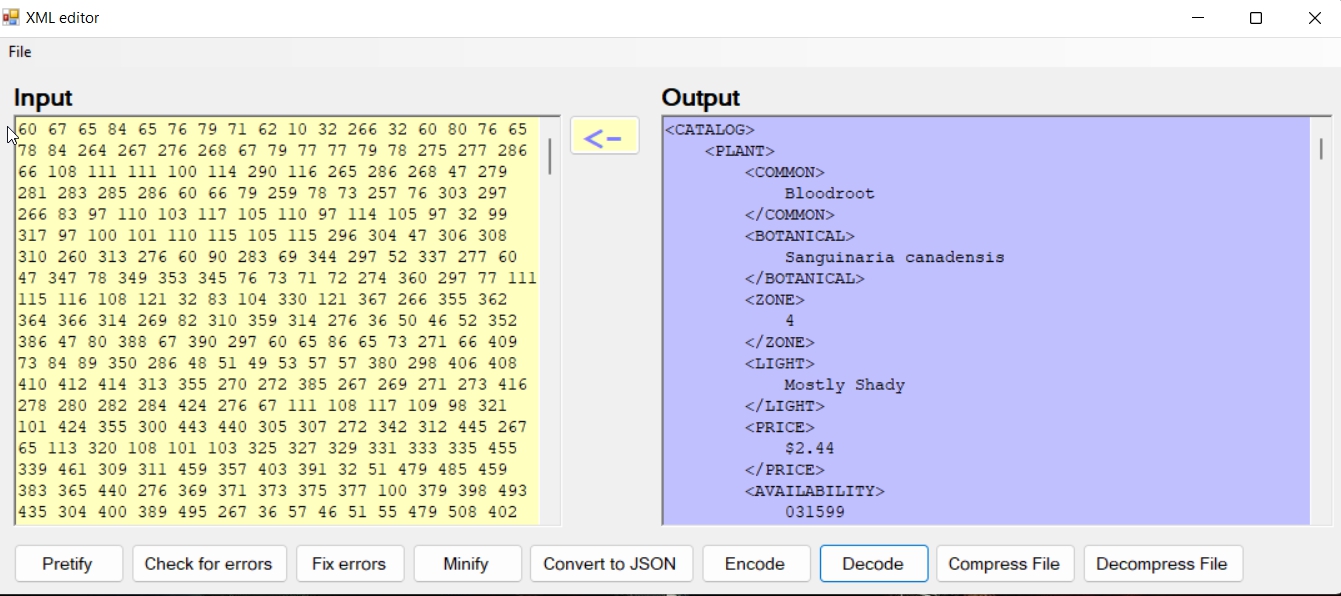 XML editor
File
Input
Output
60 67 65 84 65 76 79 71 62 10 32 266 32 60 80 76 65
78 84 264 267 276 268 67 79 77 77 79 78 275 277 286
66 108 111 111 100 114 290 116 265 286 268 47 279
281 283 285 286 60 66 79 259 78 73 257 76 303 297
266 83 97 110 103 117 105 110 97 114 105 97 32 99
317 97 100 101 110 115 105 115 296 304 47 306 308
310 260 313 276 60 90 283 69 344 297 52 337 277 60
47 347 78 349 353 345 76 73 71 72 274 360 297 77 111
115 116 108 121 32 83 104 330 121 367 266 355 362
364 366 314 269 82 310 359 314 276 36 50 46 52 352
386 47 80 388 67 390 297 60 65 86 65 73 271 66 409
73 84 89 350 286 48 51 49 53 57 57 380 298 406 408
410 412 414 313 355 270 272 385 267 269 271 273 416
278 280 282 284 424 276 67 111 108 117 109 98 321
101 424 355 300 443 440 305 307 272 342 312 445 267
65 113 320 108 101 103 325 327 329 331 333 335 455
339 461 309 311 459 357 403 391 32 51 479 485 459
383 365 440 276 369 371 373 375 377 100 379 398 493
435 304 400 389 495 267 36 57 46 51 55 479 508 402
<-
<CATALOG>
<PLANT>
<COMMON>
Bloodroot
</COMMON>
<BOTANICAL>
Sanguinaria canadensis
</BOTANICAL>
<ZONE>
4
</ZONE>
<LIGHT>
Mostly Shady
</LIGHT>
<PRICE>
$2.44
</PRICE>
<AVAILABILITY>
031599
Pretify
Check for errors
Fix errors
Minify
Convert to JSON
Encode
Decode
Compress File
Decompress File